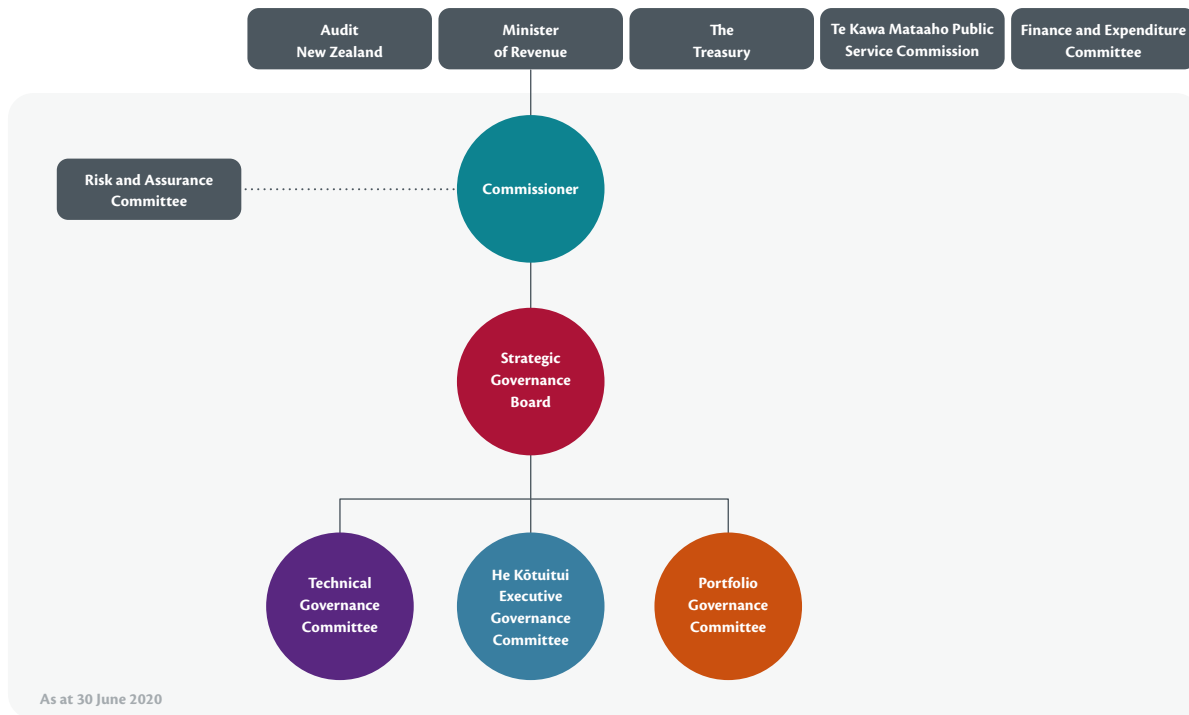 Audit
New Zealand
Minister
of Revenue
The
Treasury
Te Kawa Mataaho Public
Service Commission
Finance and Expenditure
Committee
Risk and Assurance
Committee
Commissioner
Strategic
Governance
Board
Technical
Governance
Committee
He Kōtuitui
Executive
Governance
Committee
Portfolio
Governance
Committee
As at 30 June 2020